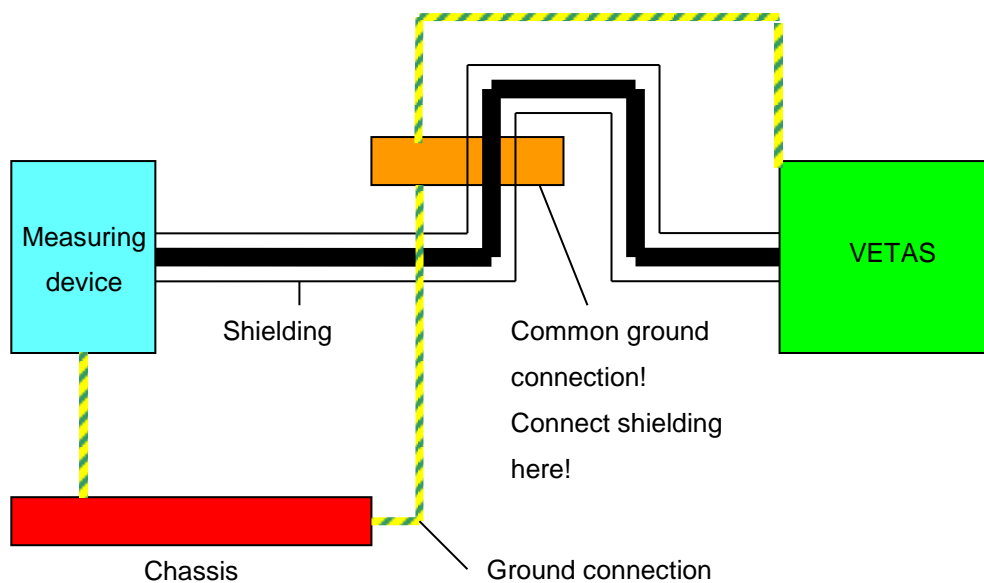 Measuring
device
VETAS
Shielding
Common ground
connection!
Connect shielding
here!
Chassis
Ground connection